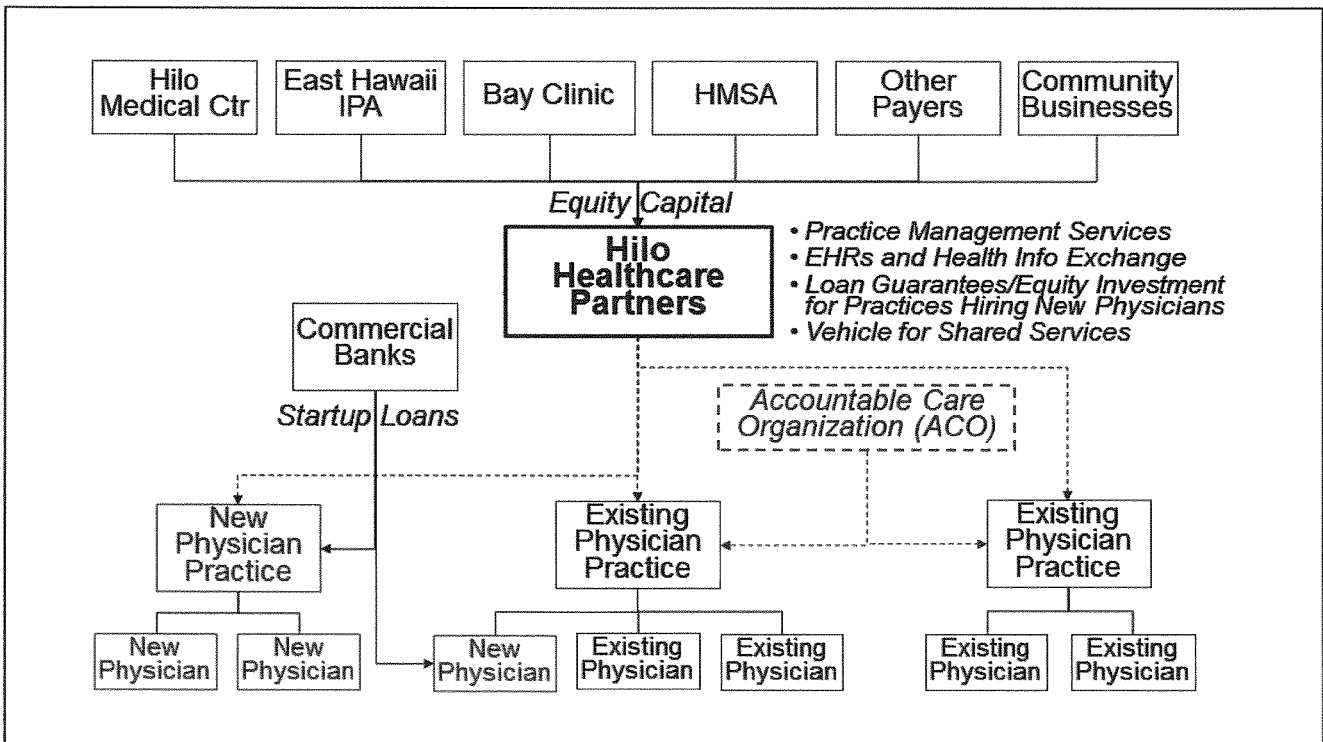 Hilo
Medical Ctr
East Hawaii
IPA
Bay Clinic
HMSA
Other
Payers
Community
Businesses
Equity Capital
Hilo
Healthcare
Partners
• Practice Management Services
• EHRs and Health Info Exchange
• Loan Guarantees/Equity Investment
for Practices Hiring New Physicians
• Vehicle for Shared Services
Commercial
Banks
Startup Loans
Accountable Care
Organization (ACO)
New
Physician
Practice
Existing
Physician
Practice
Existing
Physician
Practice
New
Physician
New
Physician
New
Physician
Existing
Physician
Existing
Physician
Existing
Physician
Existing
Physician